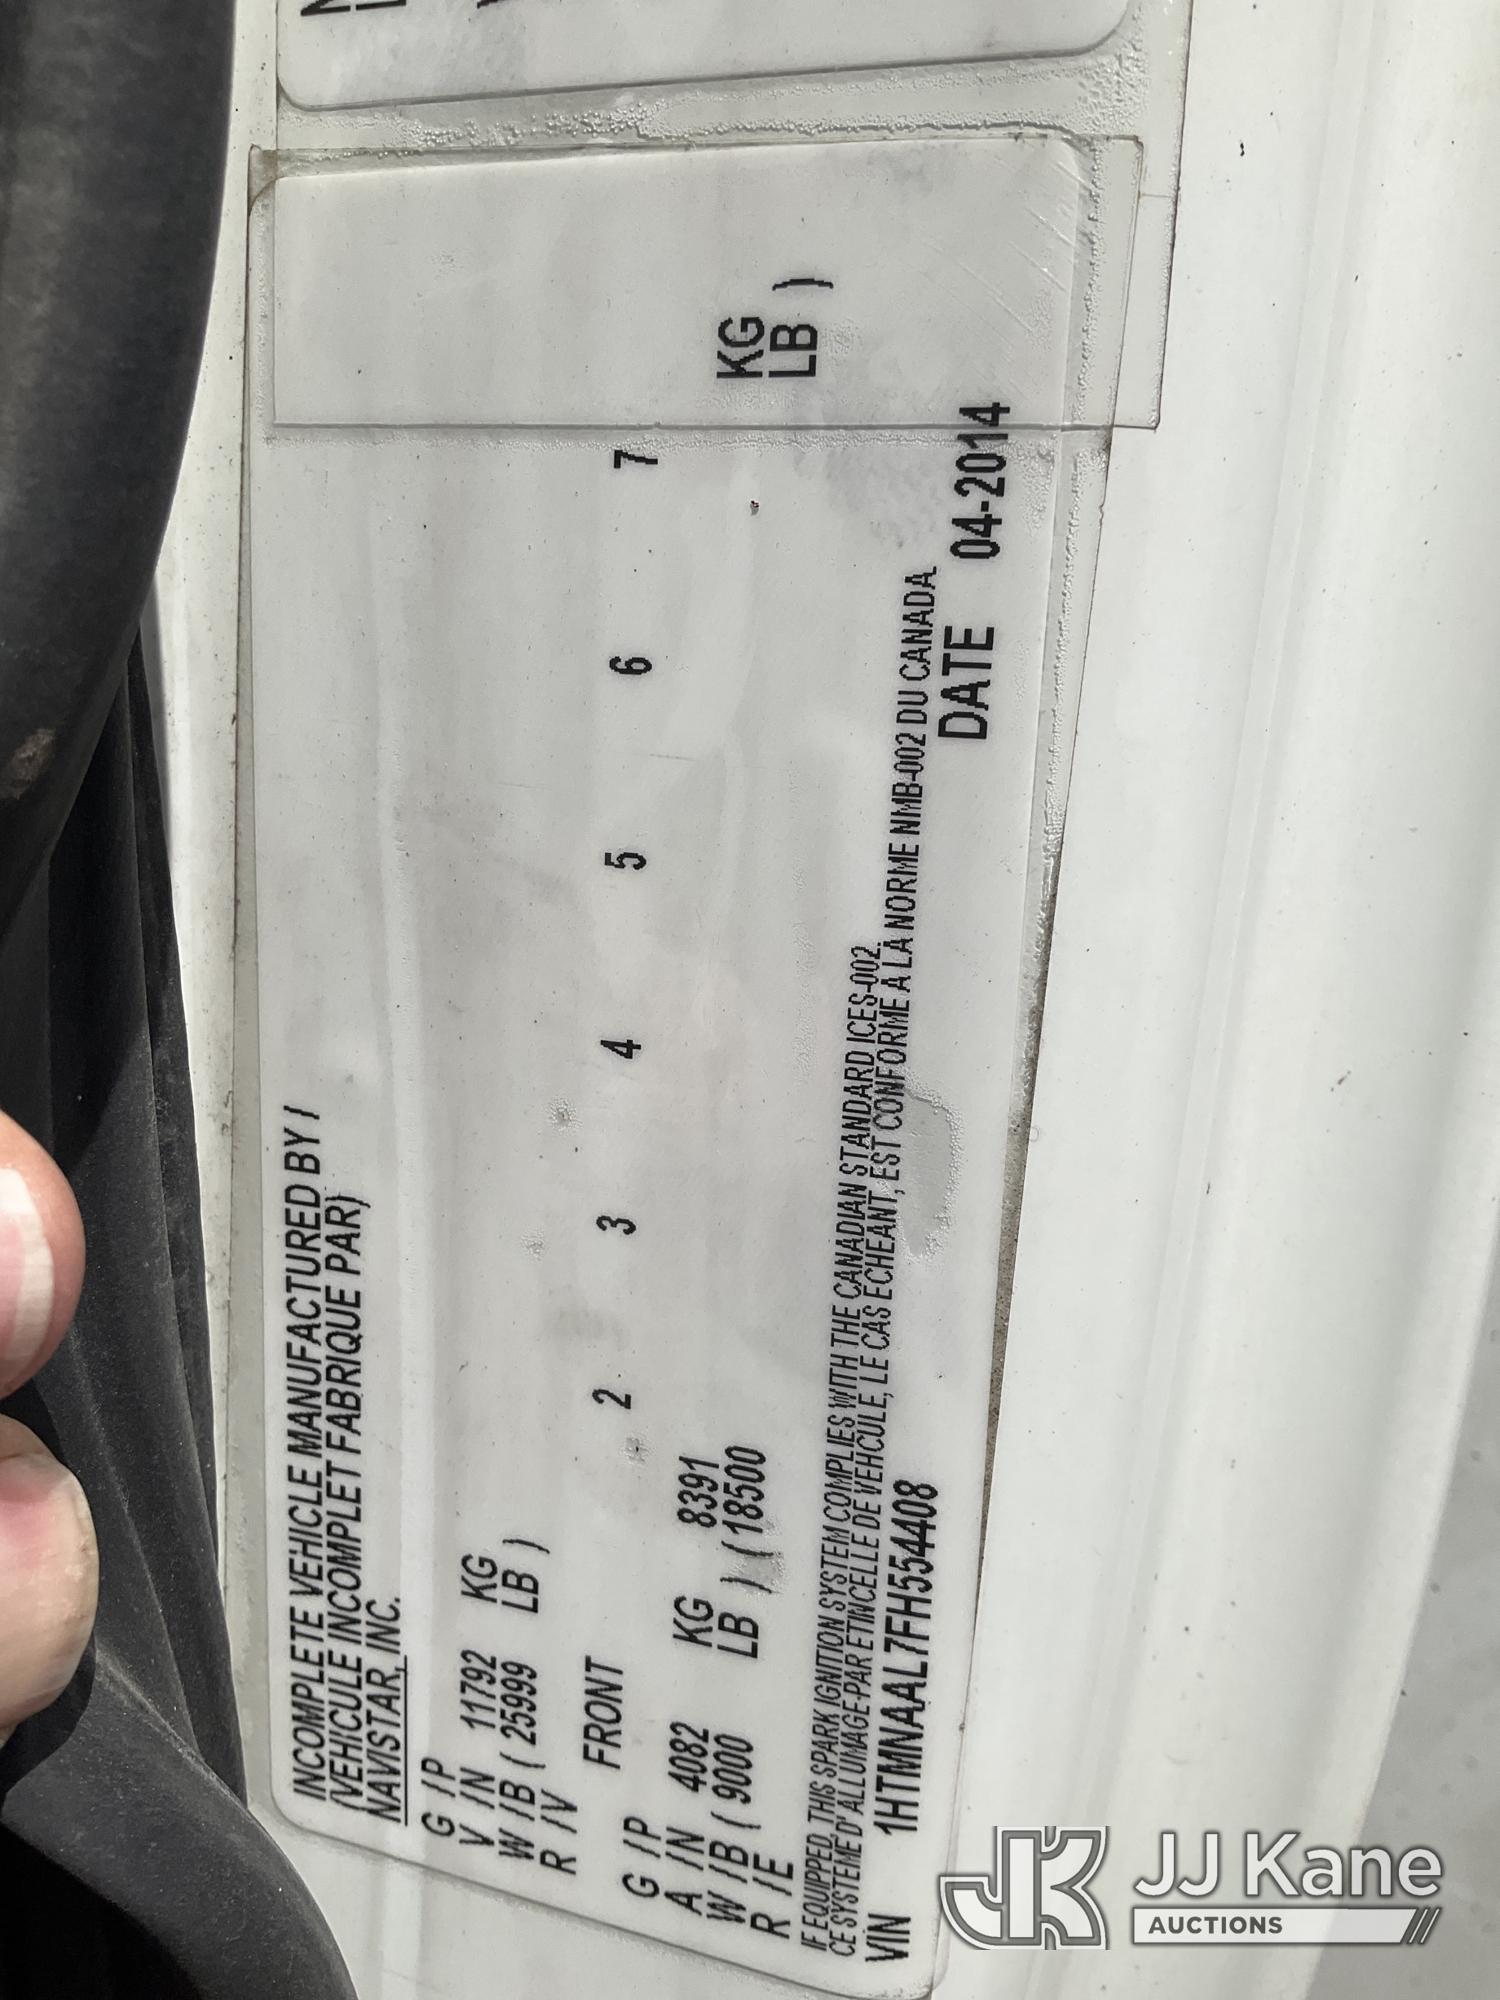 INCOMPLETE VEHICLE MANUFACTURED BY /
(VEHICULE INCOMPLET FABRIQUE PAR)
NAVISTAR, INC.
G /P
V /N 11792 KG
W /B ( 25999 LB )
R /V
FRONT 2 3 4 5 6 7
G /P
A /N 4082 KG 8391 KG
W /B ( 9000 LB ) ( 18500 LB )
R /E
IF EQUIPPED, THIS SPARK IGNITION SYSTEM COMPLIES WITH THE CANADIAN STANDARD ICES-002.
CE SYSTEME D' ALLUMAGE PAR ETINCELLE DE VEHCULE, LE CAS ECHEANT, EST CONFORME A LA NORME NMB-002 DU CANADA.
VIN 1HTMNAAL7FH554408 DATE 04-2014
JJ Kane
AUCTIONS